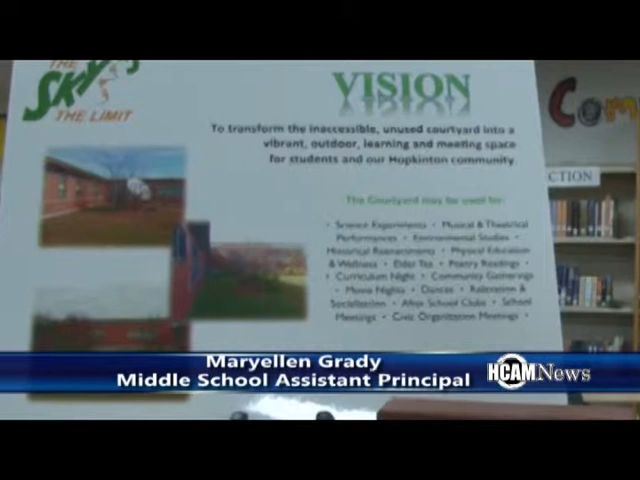 THE
SKY'S
THE LIMIT
VISION
To transform the inaccessible, unused courtyard into a
vibrant, outdoor, learning and meeting space
for students and our Hopkinton community.
The Courtyard may be used for:
• Science Experiments • Musical & Theatrical
Performances • Environmental Studies •
Historical Reenactments • Physical Education
& Wellness • Elder Tea • Poetry Readings •
• Curriculum Night • Community Gatherings
• Movie Nights • Dances • Relaxation &
Socialization • After School Clubs • School
Meetings • Civic Organization Meetings •
Com
CTION
Maryellen Grady
Middle School Assistant Principal
HCAMNews